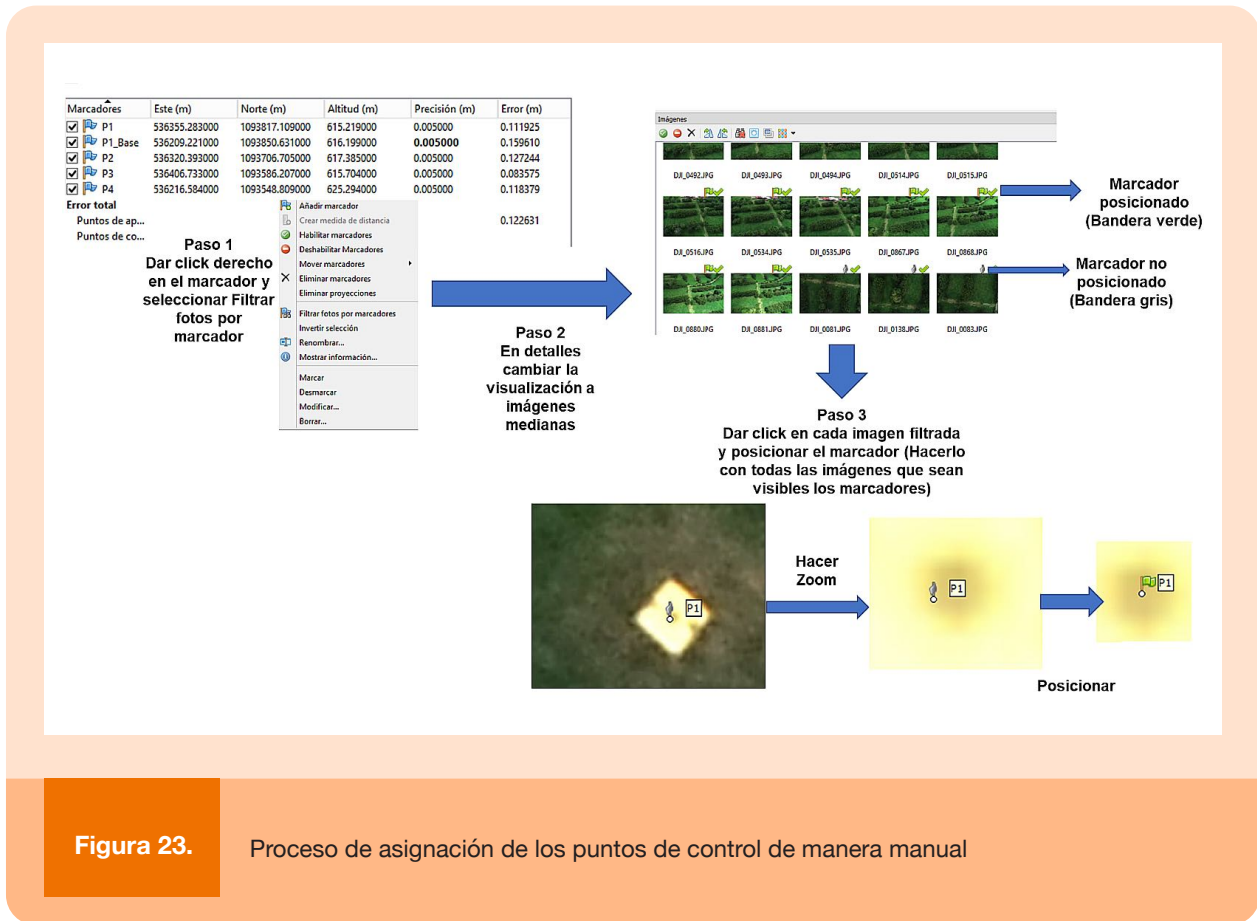 Marcadores Este (m) Norte (m) Altitud (m) Precisión (m) Error (m)
P1 536355.283000 1093817.109000 615.219000 0.005000 0.111925
P1_Base 536209.221000 1093850.631000 616.199000 0.005000 0.159610
P2 536320.393000 1093706.705000 617.385000 0.005000 0.127244
P3 536406.733000 1093586.207000 615.704000 0.005000 0.083575
P4 536216.584000 1093548.809000 625.294000 0.005000 0.118379
Error total
Puntos de ap... 0.122631
Puntos de co...
Paso 1
Dar click derecho
en el marcador y
seleccionar Filtrar
fotos por
marcador
Añadir marcador
Crear medida de distancia
Habilitar marcadores
Deshabilitar Marcadores
Mover marcadores
Eliminar marcadores
Eliminar proyecciones
Filtrar fotos por marcadores
Invertir selección
Renombrar...
Mostrar información...
Marcar
Desmarcar
Modificar...
Borrar...
Paso 2
En detalles
cambiar la
visualización a
imágenes
medianas
Imágenes
DJI_0492.JPG DJI_0493.JPG DJI_0494.JPG DJI_0514.JPG DJI_0515.JPG
DJI_0516.JPG DJI_0534.JPG DJI_0535.JPG DJI_0867.JPG DJI_0868.JPG
DJI_0880.JPG DJI_0881.JPG DJI_0081.JPG DJI_0138.JPG DJI_0083.JPG
Marcador
posicionado
(Bandera verde)
Marcador no
posicionado
(Bandera gris)
Paso 3
Dar click en cada imagen filtrada
y posicionar el marcador (Hacerlo
con todas las imágenes que sean
visibles los marcadores)
P1
Hacer
Zoom
P1
P1
Posicionar
Figura 23.
Proceso de asignación de los puntos de control de manera manual